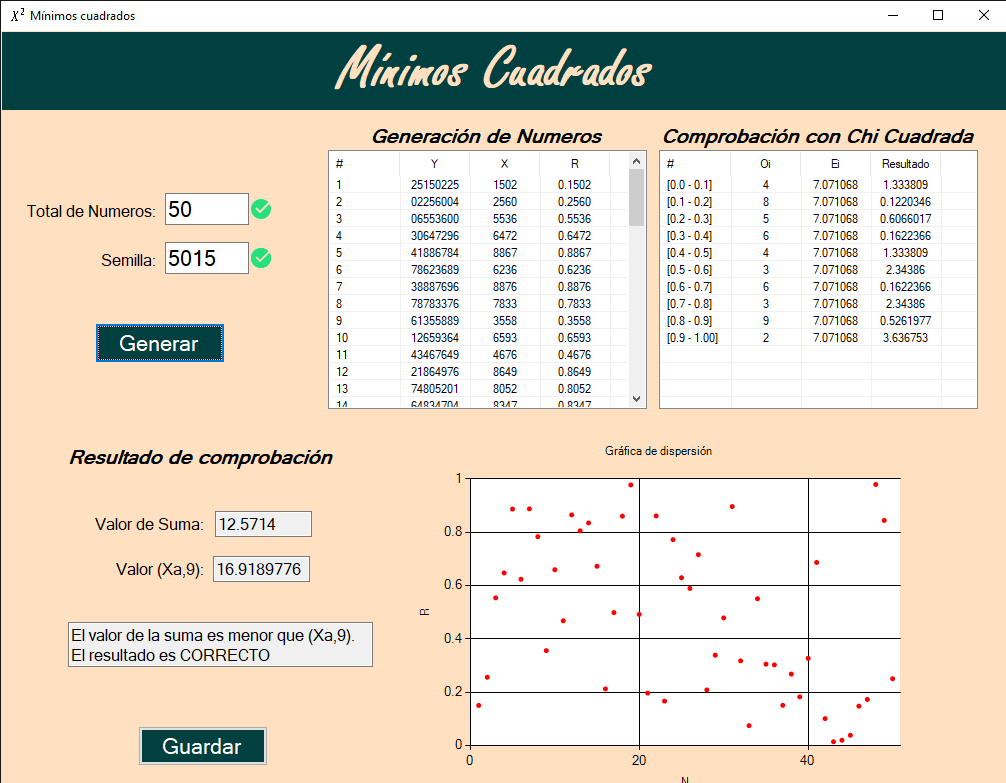 X² Mínimos cuadrados
Mínimos Cuadrados
Generación de Numeros
# Y X R
1 25150225 1502 0.1502
2 02256004 2560 0.2560
3 06553600 5536 0.5536
4 30647296 6472 0.6472
5 41886784 8867 0.8867
6 78623689 6236 0.6236
7 38887696 8876 0.8876
8 78783376 7833 0.7833
9 61355889 3558 0.3558
10 12659364 6593 0.6593
11 43467649 4676 0.4676
12 21864976 8649 0.8649
13 74805201 8052 0.8052
14 64834704 8347 0.8347
Comprobación con Chi Cuadrada
# Oi Ei Resultado
[0.0 - 0.1] 4 7.071068 1.333809
[0.1 - 0.2] 8 7.071068 0.1220346
[0.2 - 0.3] 5 7.071068 0.6066017
[0.3 - 0.4] 6 7.071068 0.1622366
[0.4 - 0.5] 4 7.071068 1.333809
[0.5 - 0.6] 3 7.071068 2.34386
[0.6 - 0.7] 6 7.071068 0.1622366
[0.7 - 0.8] 3 7.071068 2.34386
[0.8 - 0.9] 9 7.071068 0.5261977
[0.9 - 1.00] 2 7.071068 3.636753
Total de Numeros: 50
Semilla: 5015
Generar
Resultado de comprobación
Valor de Suma: 12.5714
Valor (Xa,9): 16.9189776
El valor de la suma es menor que (Xa,9).
El resultado es CORRECTO
Guardar
Gráfica de dispersión
1
0.8
0.6
0.4
0.2
0
R
0 20 40
N